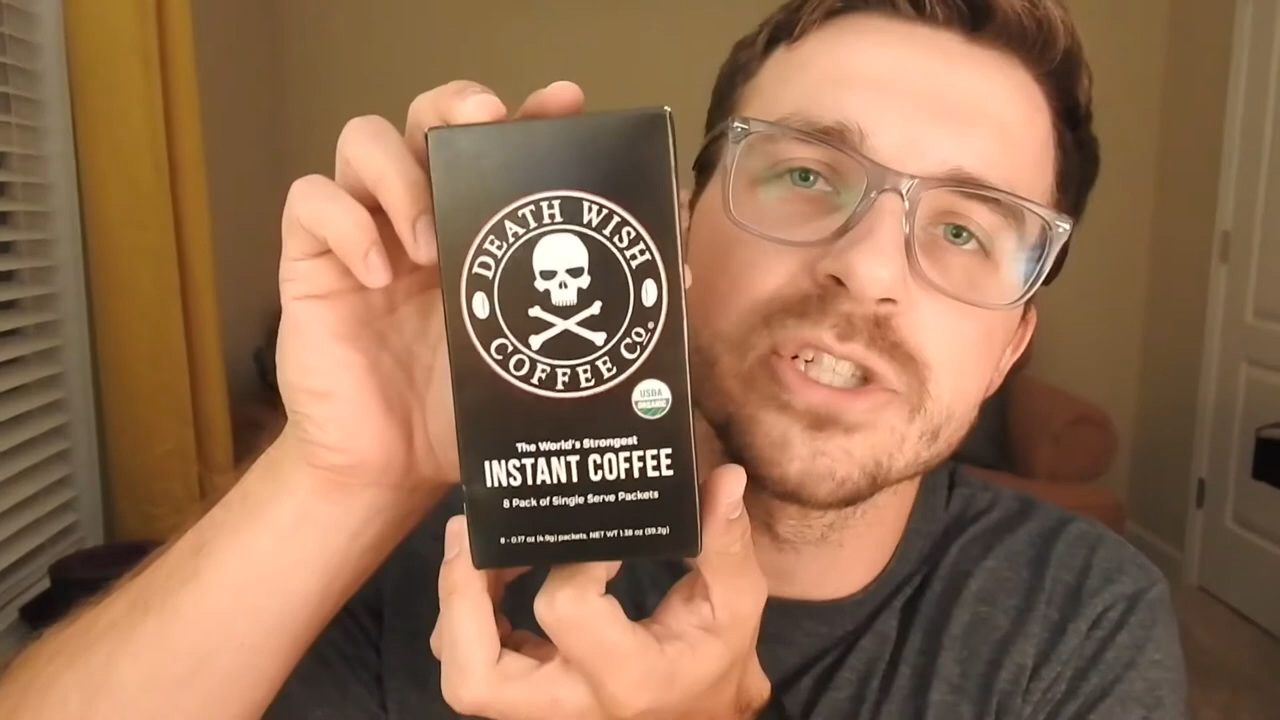 DEATH WISH
COFFEE CO.
USDA
ORGANIC
The World's Strongest
INSTANT COFFEE
8 Pack of Single Serve Packets
8 - 0.17 oz (4.9g) packets, NET WT 1.38 oz (39.2g)